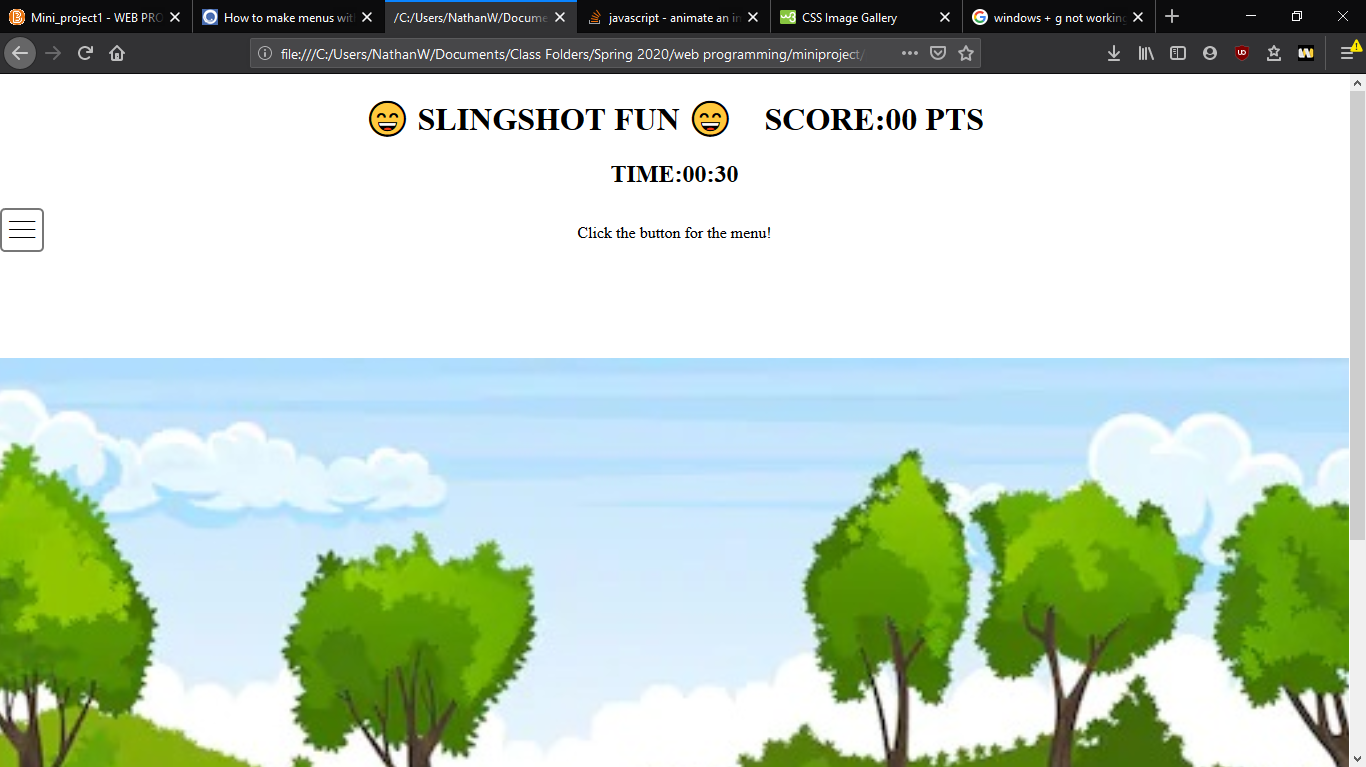 Mini_project1 - WEB PRO
How to make menus wit
/C:/Users/NathanW/Docume
javascript - animate an in
CSS Image Gallery
windows + g not working
file:///C:/Users/NathanW/Documents/Class Folders/Spring 2020/web programming/miniproject/
😄 SLINGSHOT FUN 😄 SCORE:00 PTS
TIME:00:30
Click the button for the menu!